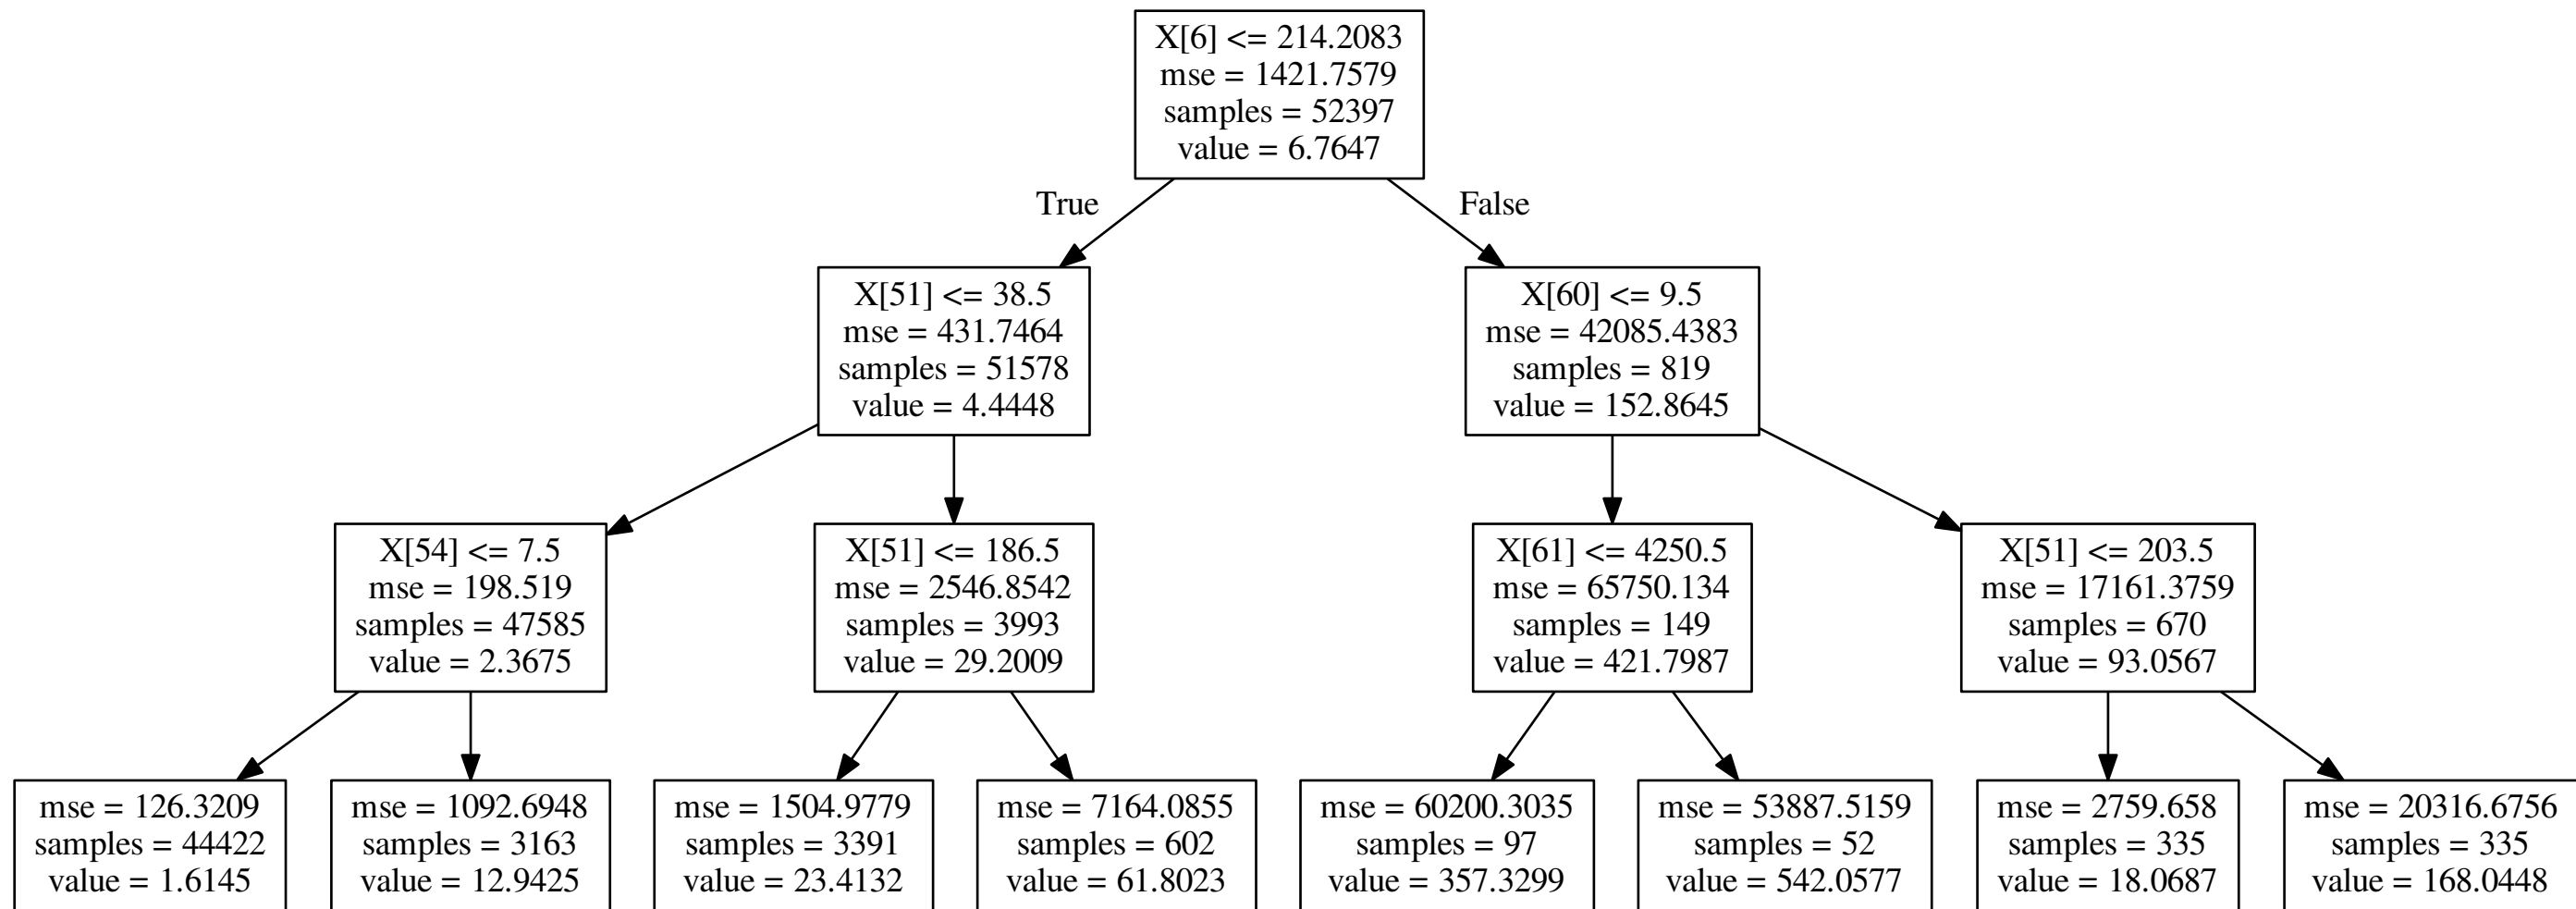 X[6] <= 214.2083
mse = 1421.7579
samples = 52397
value = 6.7647
True
False
X[51] <= 38.5
mse = 431.7464
samples = 51578
value = 4.4448
X[60] <= 9.5
mse = 42085.4383
samples = 819
value = 152.8645
X[54] <= 7.5
mse = 198.519
samples = 47585
value = 2.3675
X[51] <= 186.5
mse = 2546.8542
samples = 3993
value = 29.2009
X[61] <= 4250.5
mse = 65750.134
samples = 149
value = 421.7987
X[51] <= 203.5
mse = 17161.3759
samples = 670
value = 93.0567
mse = 126.3209
samples = 44422
value = 1.6145
mse = 1092.6948
samples = 3163
value = 12.9425
mse = 1504.9779
samples = 3391
value = 23.4132
mse = 7164.0855
samples = 602
value = 61.8023
mse = 60200.3035
samples = 97
value = 357.3299
mse = 53887.5159
samples = 52
value = 542.0577
mse = 2759.658
samples = 335
value = 18.0687
mse = 20316.6756
samples = 335
value = 168.0448